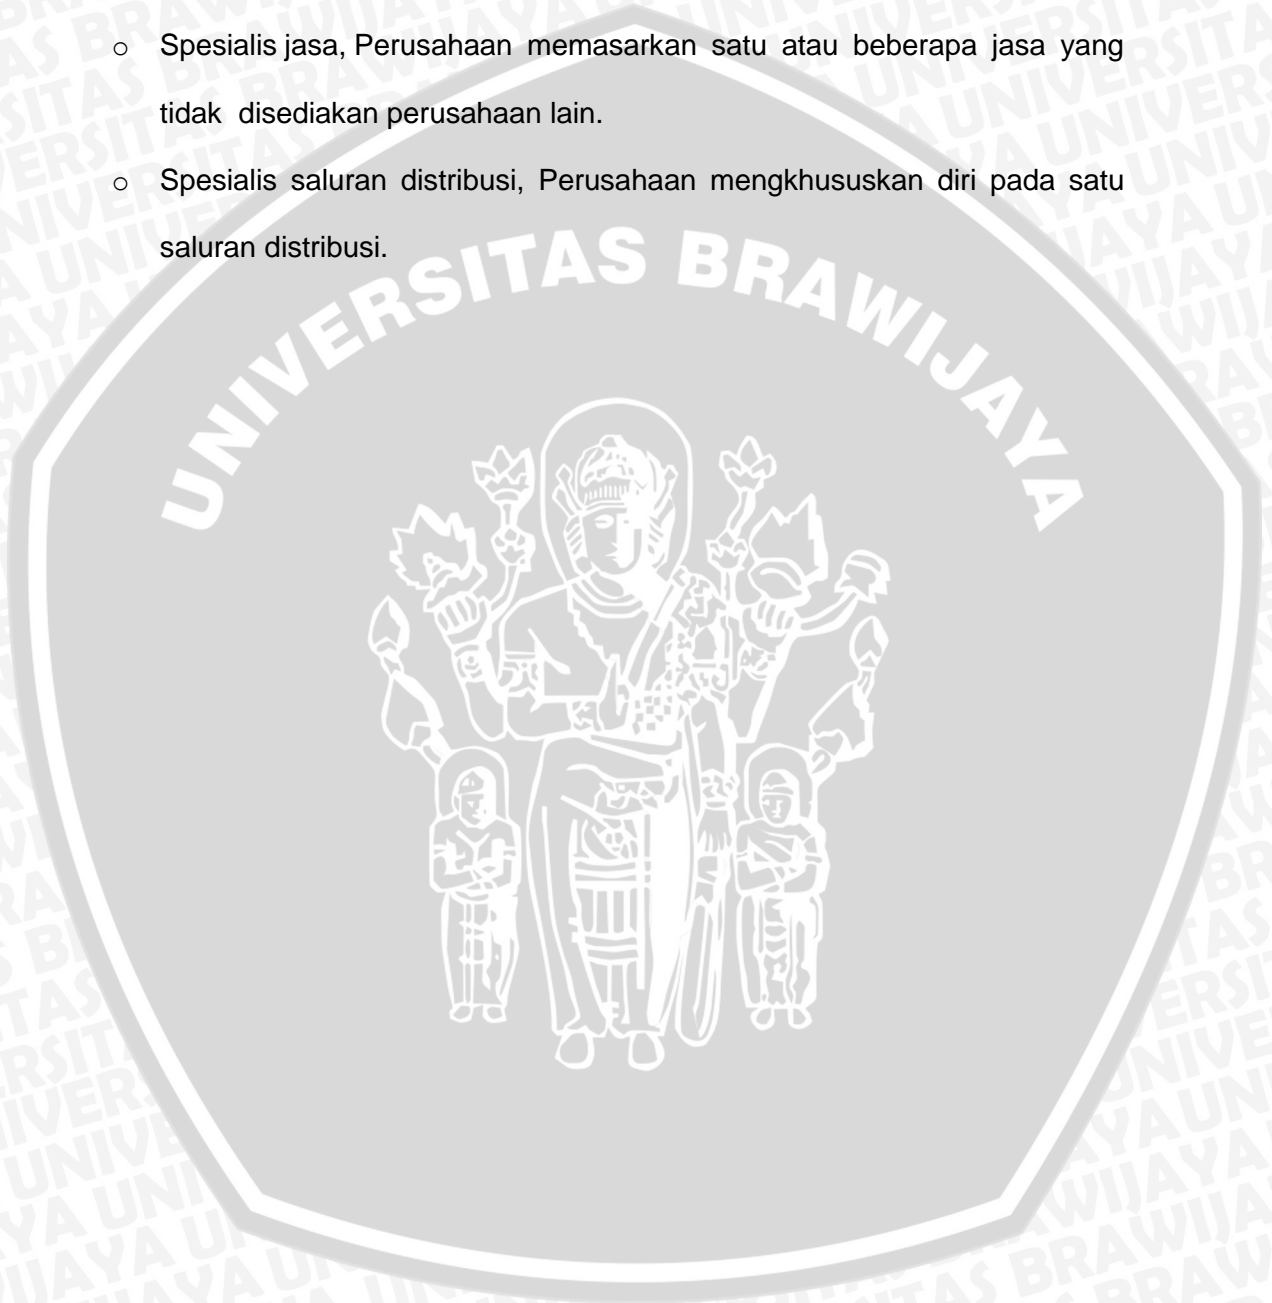 o Spesialis jasa, Perusahaan memasarkan satu atau beberapa jasa yang
tidak disediakan perusahaan lain.
o Spesialis saluran distribusi, Perusahaan mengkhususkan diri pada satu
saluran distribusi.
UNIVERSITAS BRAWIJAYA